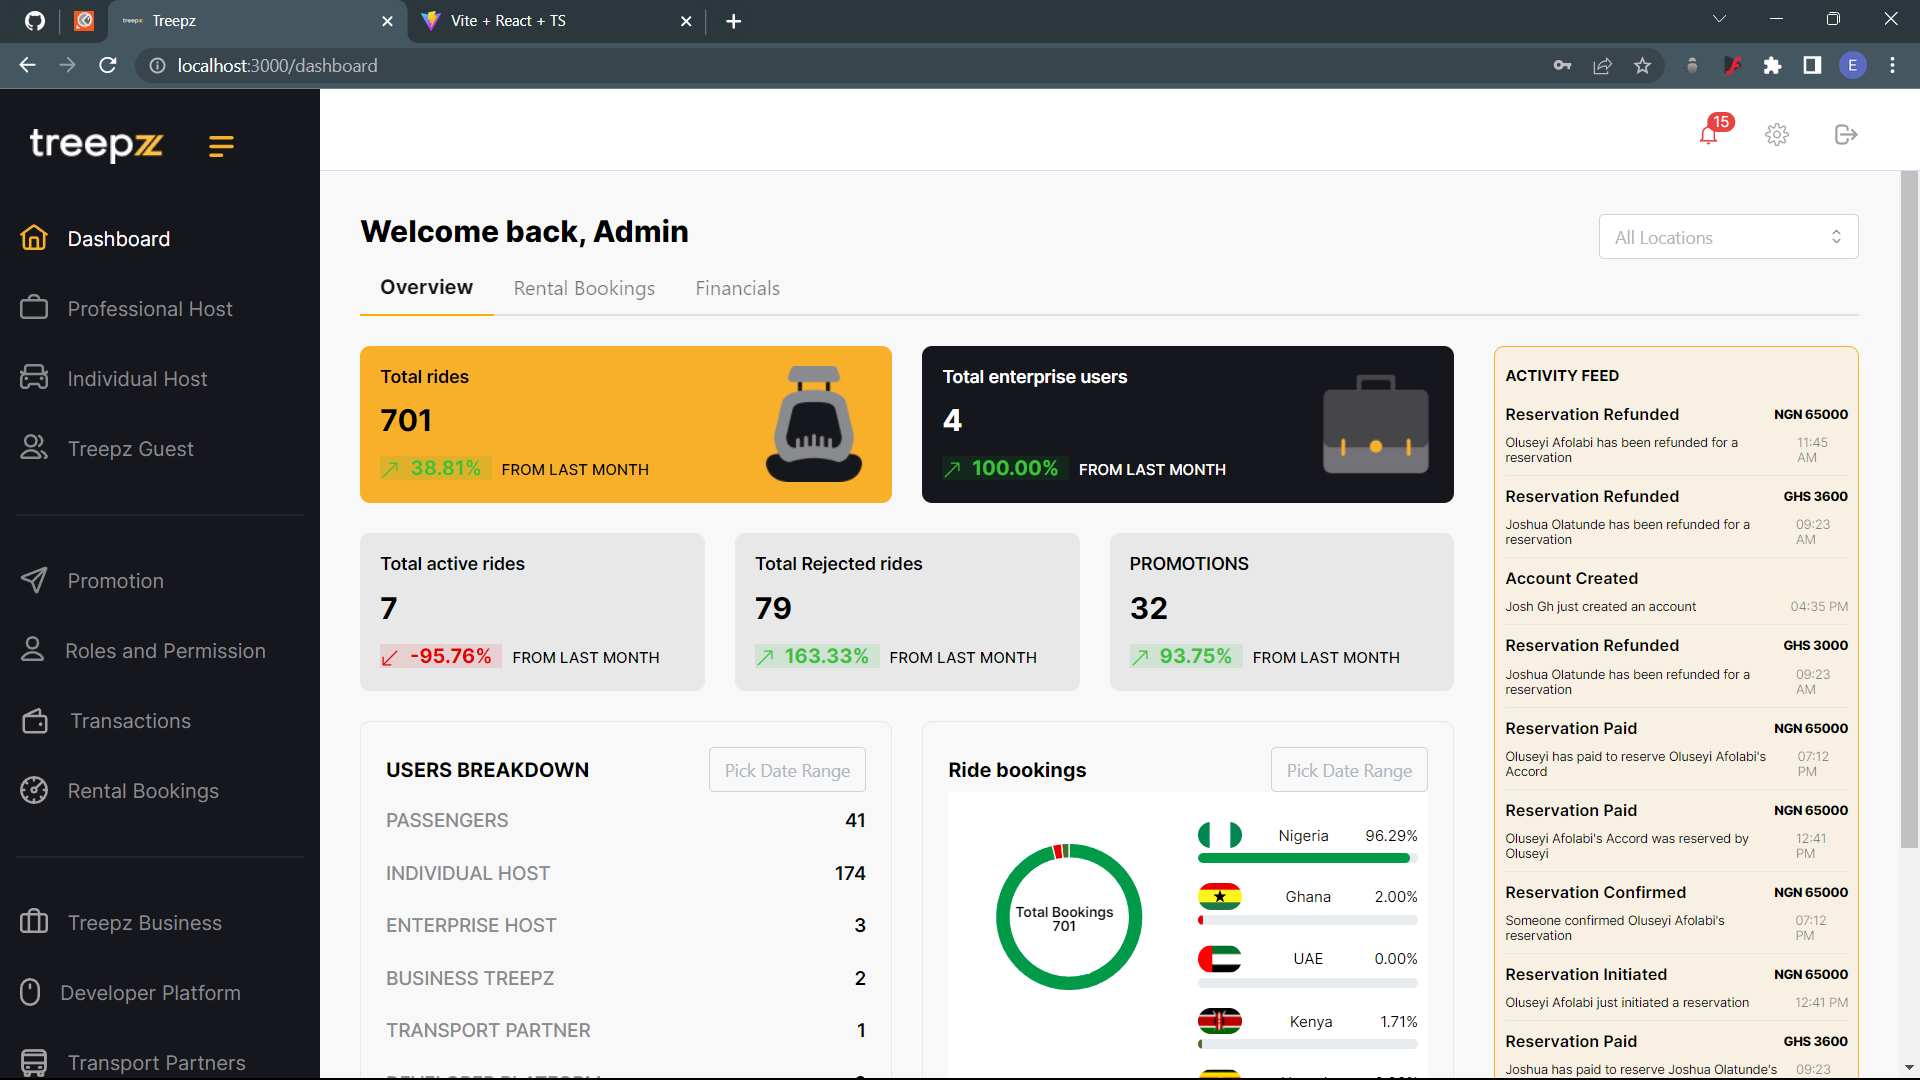 Treepz
Vite + React + TS
localhost:3000/dashboard
E
treepz
15
Dashboard
Professional Host
Individual Host
Treepz Guest
Promotion
Roles and Permission
Transactions
Rental Bookings
Treepz Business
Developer Platform
Transport Partners
Welcome back, Admin
All Locations
Overview
Rental Bookings
Financials
Total rides
701
38.81% FROM LAST MONTH
Total enterprise users
4
100.00% FROM LAST MONTH
Total active rides
7
-95.76% FROM LAST MONTH
Total Rejected rides
79
163.33% FROM LAST MONTH
PROMOTIONS
32
93.75% FROM LAST MONTH
USERS BREAKDOWN
Pick Date Range
PASSENGERS 41
INDIVIDUAL HOST 174
ENTERPRISE HOST 3
BUSINESS TREEPZ 2
TRANSPORT PARTNER 1
Ride bookings
Pick Date Range
Total Bookings
701
Nigeria 96.29%
Ghana 2.00%
UAE 0.00%
Kenya 1.71%
ACTIVITY FEED
Reservation Refunded NGN 65000
Oluseyi Afolabi has been refunded for a 11:45
reservation AM
Reservation Refunded GHS 3600
Joshua Olatunde has been refunded for a 09:23
reservation AM
Account Created
Josh Gh just created an account 04:35 PM
Reservation Refunded GHS 3000
Joshua Olatunde has been refunded for a 09:23
reservation AM
Reservation Paid NGN 65000
Oluseyi has paid to reserve Oluseyi Afolabi's 07:12
Accord PM
Reservation Paid NGN 65000
Oluseyi Afolabi's Accord was reserved by 12:41
Oluseyi PM
Reservation Confirmed NGN 65000
Someone confirmed Oluseyi Afolabi's 07:12
reservation PM
Reservation Initiated NGN 65000
Oluseyi Afolabi just initiated a reservation 12:41 PM
Reservation Paid GHS 3600
Joshua has paid to reserve Joshua Olatunde's 09:23